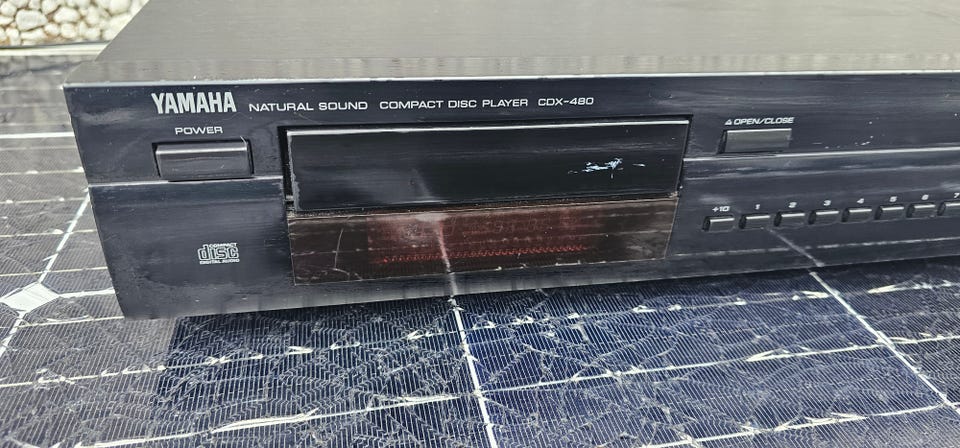 YAMAHA NATURAL SOUND COMPACT DISC PLAYER CDX-480
POWER
OPEN/CLOSE
+10 1 2 3 4 5 6 7
COMPACT
disc
DIGITAL AUDIO